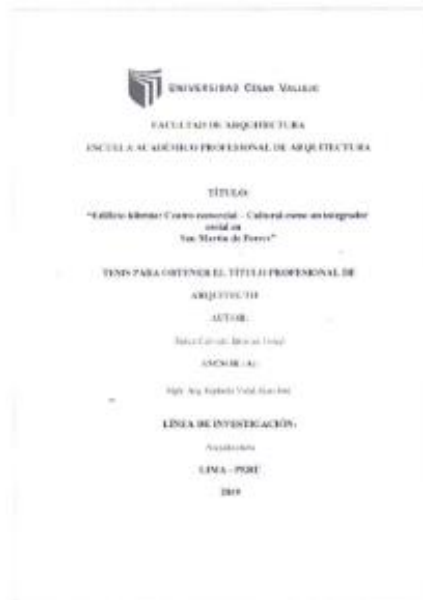 UNIVERSIDAD CÉSAR VALLEJO
FACULTAD DE ARQUITECTURA
ESCUELA ACADÉMICO PROFESIONAL DE ARQUITECTURA
TÍTULO:
"Edificio híbrido: Centro comercial – Cultural como un integrador
social en
San Martín de Porres"
TESIS PARA OBTENER EL TÍTULO PROFESIONAL DE
ARQUITECTO
AUTOR:
ASESOR (A):
LÍNEA DE INVESTIGACIÓN:
LIMA – PERÚ
2019